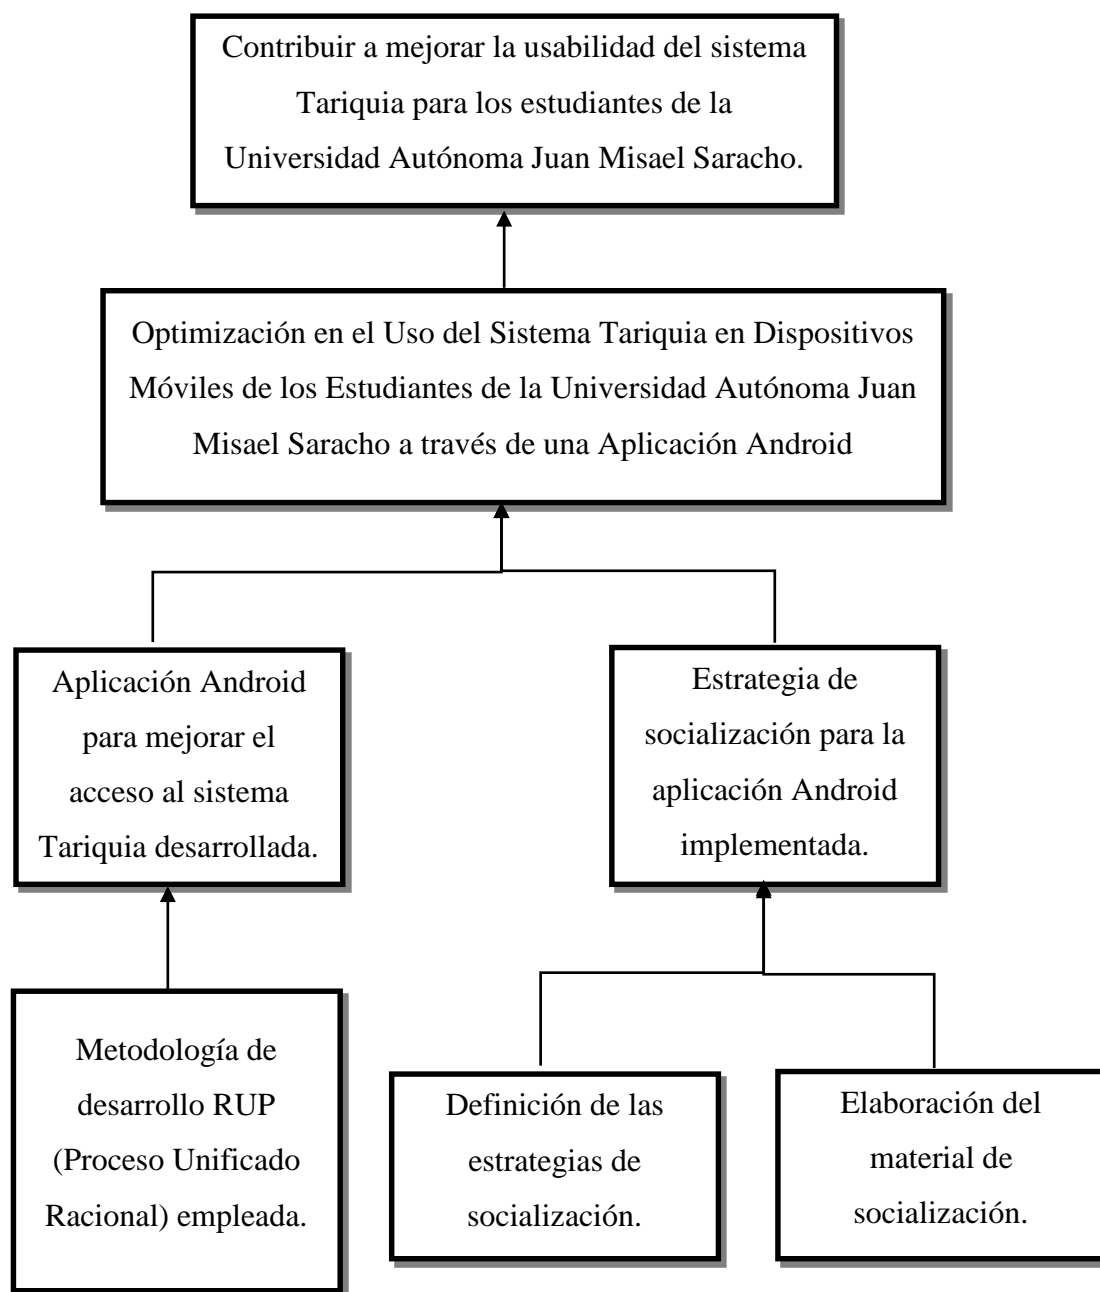 Contribuir a mejorar la usabilidad del sistema
Tariquia para los estudiantes de la
Universidad Autónoma Juan Misael Saracho.
Optimización en el Uso del Sistema Tariquia en Dispositivos
Móviles de los Estudiantes de la Universidad Autónoma Juan
Misael Saracho a través de una Aplicación Android
Aplicación Android
para mejorar el
acceso al sistema
Tariquia desarrollada.
Estrategia de
socialización para la
aplicación Android
implementada.
Metodología de
desarrollo RUP
(Proceso Unificado
Racional) empleada.
Definición de las
estrategias de
socialización.
Elaboración del
material de
socialización.